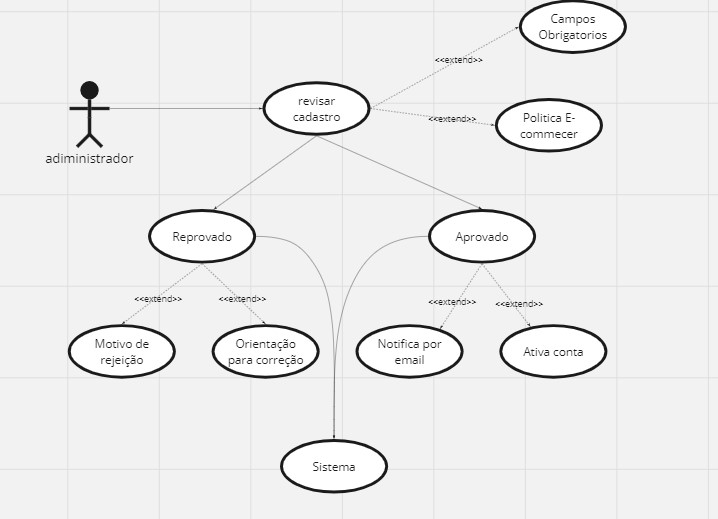 Campos
Obrigatorios
<<extend>>
revisar
cadastro
<<extend>>
Politica E-
commecer
adiministrador
Reprovado
Aprovado
<<extend>>
<<extend>>
<<extend>>
<<extend>>
Motivo de
rejeição
Orientação
para correção
Notifica por
email
Ativa conta
Sistema